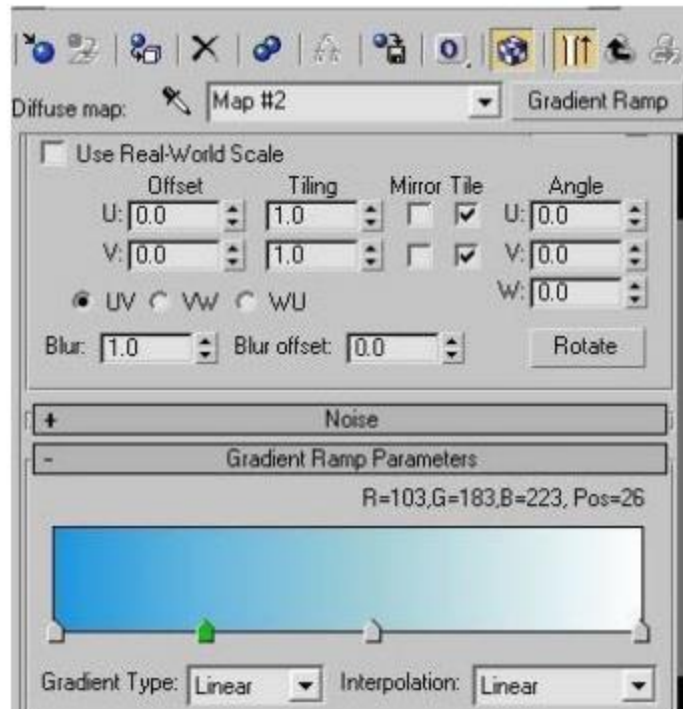 Diffuse map: Map #2 Gradient Ramp
Use Real-World Scale
Offset Tiling Mirror Tile Angle
U: 0.0 1.0 U: 0.0
V: 0.0 1.0 V: 0.0
W: 0.0
UV VW WU
Blur: 1.0 Blur offset: 0.0 Rotate
+ Noise
- Gradient Ramp Parameters
R=103,G=183,B=223, Pos=26
Gradient Type: Linear Interpolation: Linear